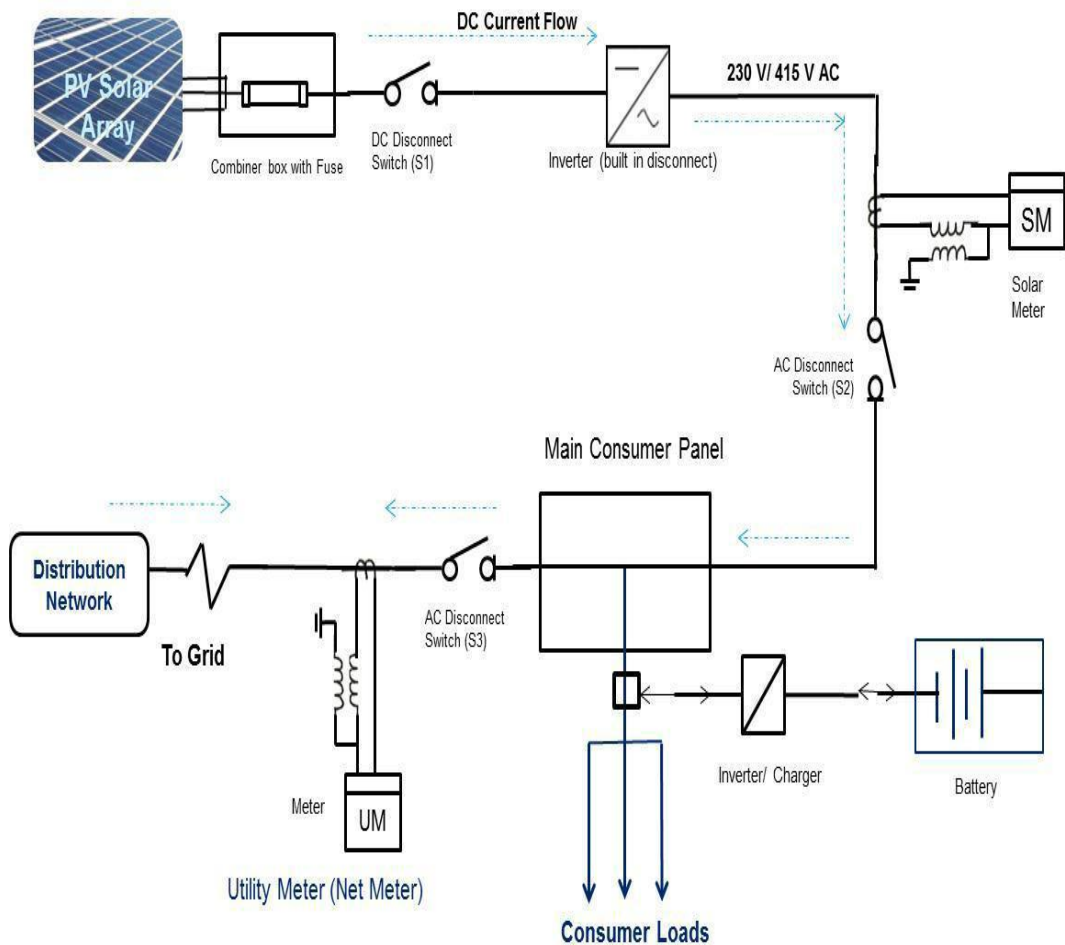 DC Current Flow
PV Solar
Array
230 V/ 415 V AC
DC Disconnect
Switch (S1)
Combiner box with Fuse
Inverter (built in disconnect)
SM
Solar
Meter
AC Disconnect
Switch (S2)
Main Consumer Panel
Distribution
Network
To Grid
AC Disconnect
Switch (S3)
Inverter/ Charger
Battery
Meter
UM
Utility Meter (Net Meter)
Consumer Loads